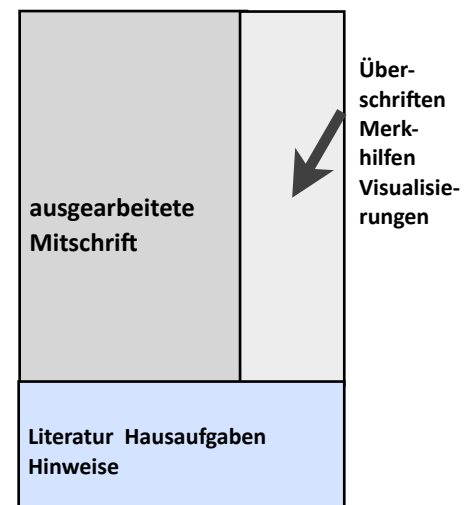 Über-
schriften
Merk-
hilfen
Visualisie-
rungen
ausgearbeitete
Mitschrift
Literatur Hausaufgaben
Hinweise